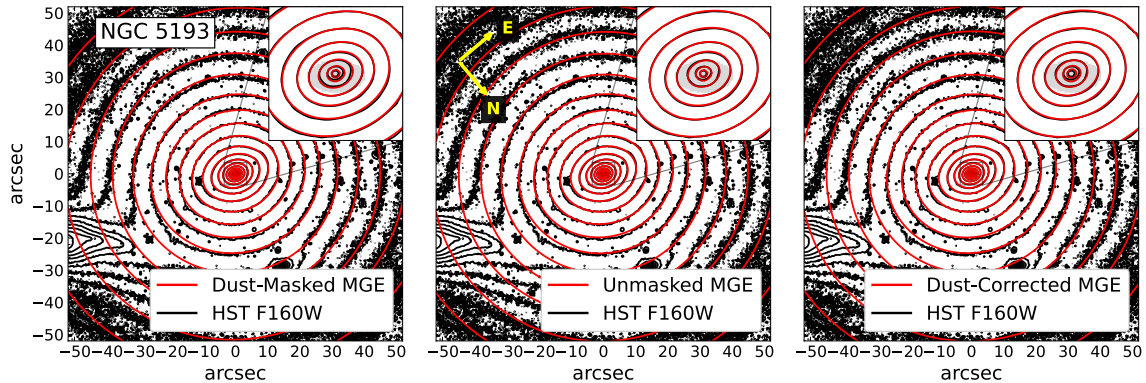 NGC 5193
50
40
30
20
10
0
−10
−20
−30
−40
−50
arcsec
Dust-Masked MGE
HST F160W
−50−40−30−20−10 0 10 20 30 40 50
arcsec
E
N
Unmasked MGE
HST F160W
−50−40−30−20−10 0 10 20 30 40 50
arcsec
Dust-Corrected MGE
HST F160W
−50−40−30−20−10 0 10 20 30 40 50
arcsec